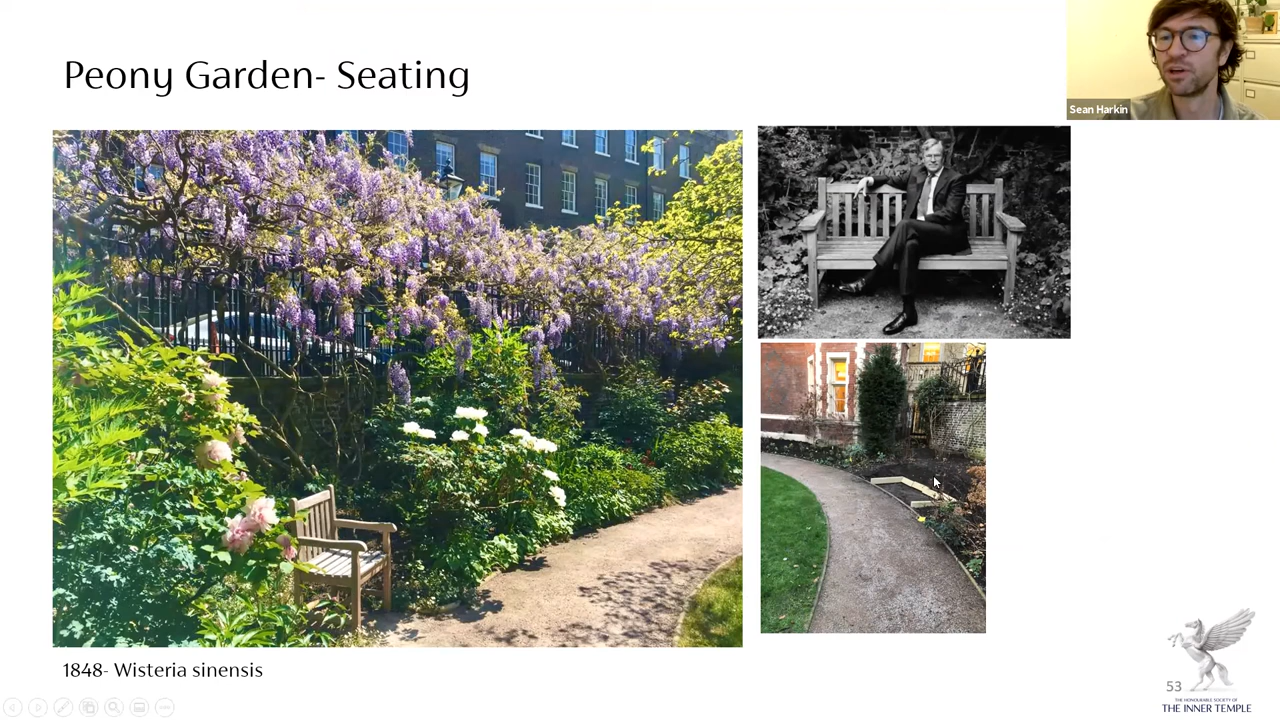 Peony Garden- Seating
Sean Harkin
1848- Wisteria sinensis
53
THE HONOURABLE SOCIETY OF
THE INNER TEMPLE